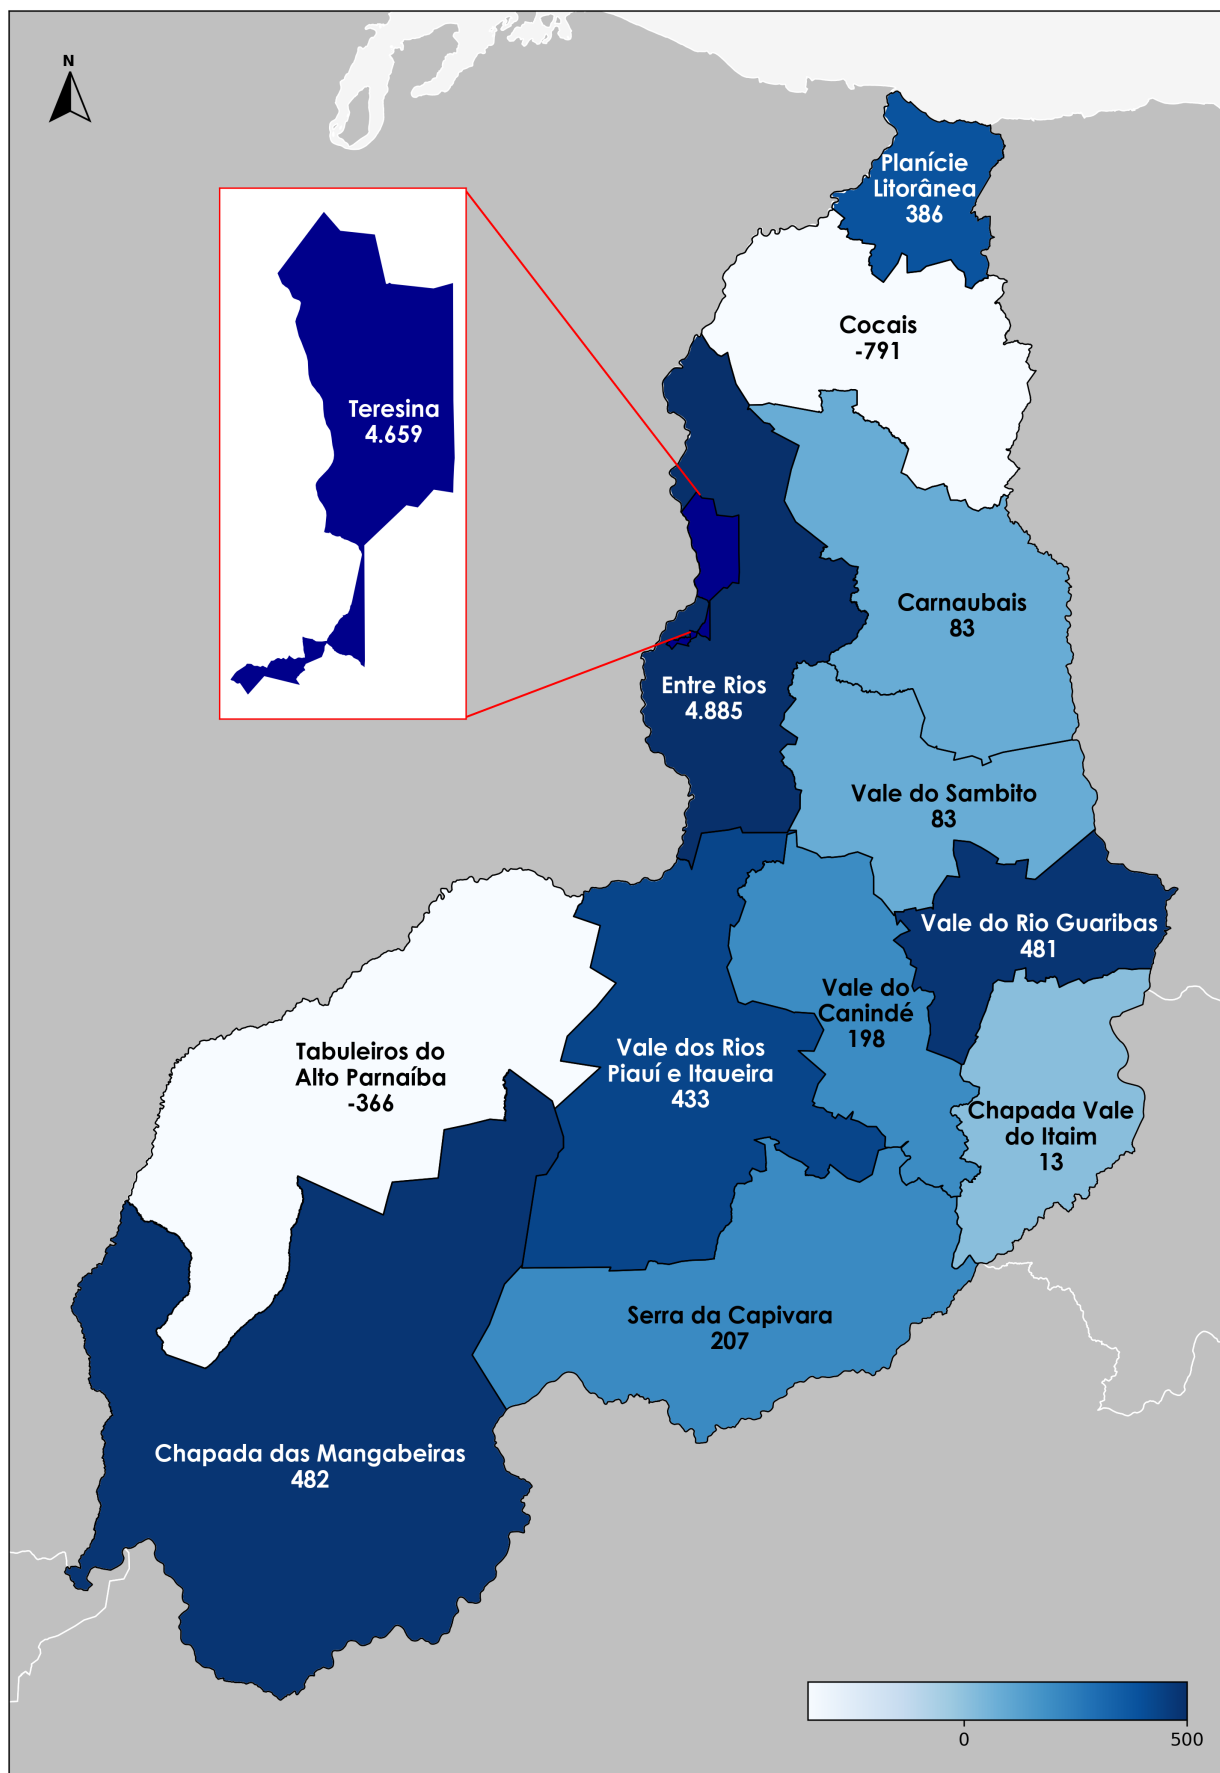 N
Planície
Litorânea
386
Cocais
-791
Teresina
4.659
Carnaubais
83
Entre Rios
4.885
Vale do Sambito
83
Vale do Rio Guaribas
481
Vale do
Canindé
198
Tabuleiros do
Alto Parnaíba
-366
Vale dos Rios
Piauí e Itaueira
433
Chapada Vale
do Itaim
13
Serra da Capivara
207
Chapada das Mangabeiras
482
0
500